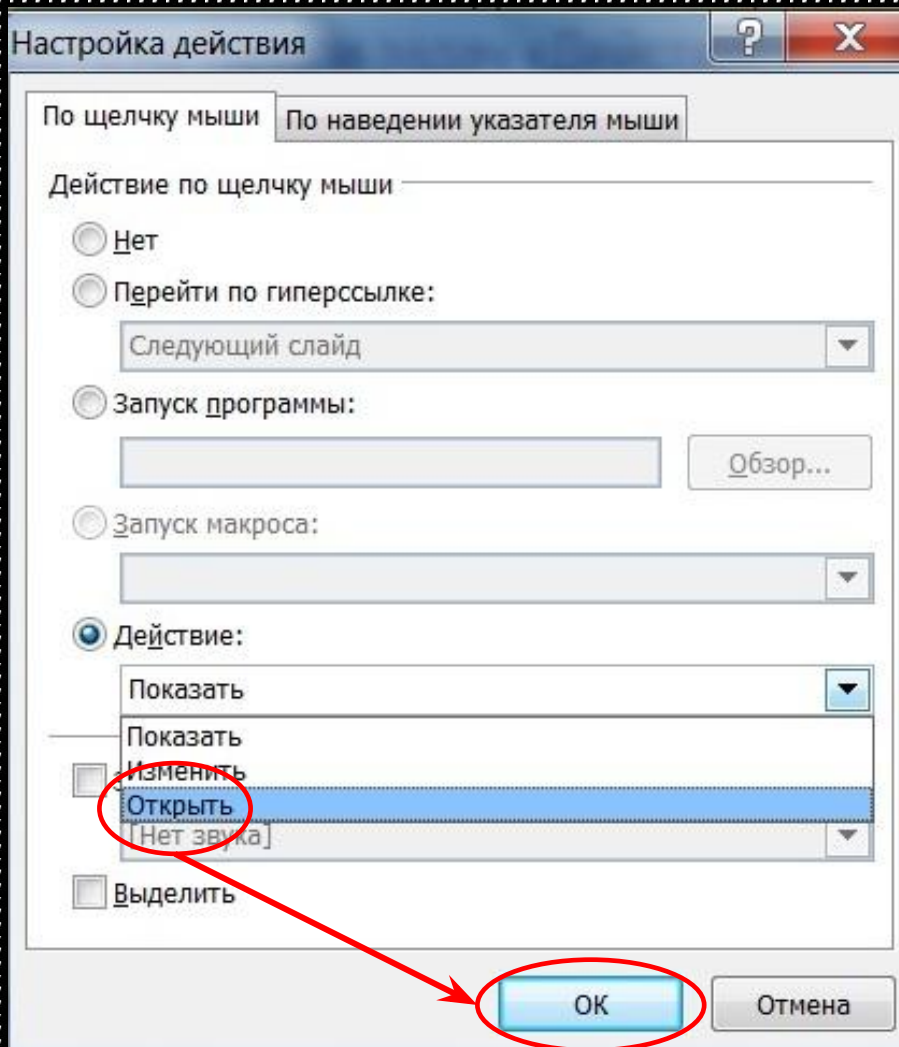 Настройка действия
По щелчку мыши
По наведении указателя мыши
Действие по щелчку мыши
Нет
Перейти по гиперссылке:
Следующий слайд
Запуск программы:
Обзор...
Запуск макроса:
Действие:
Показать
Показать
Изменить
Открыть
[Нет звука]
Выделить
ОК
Отмена